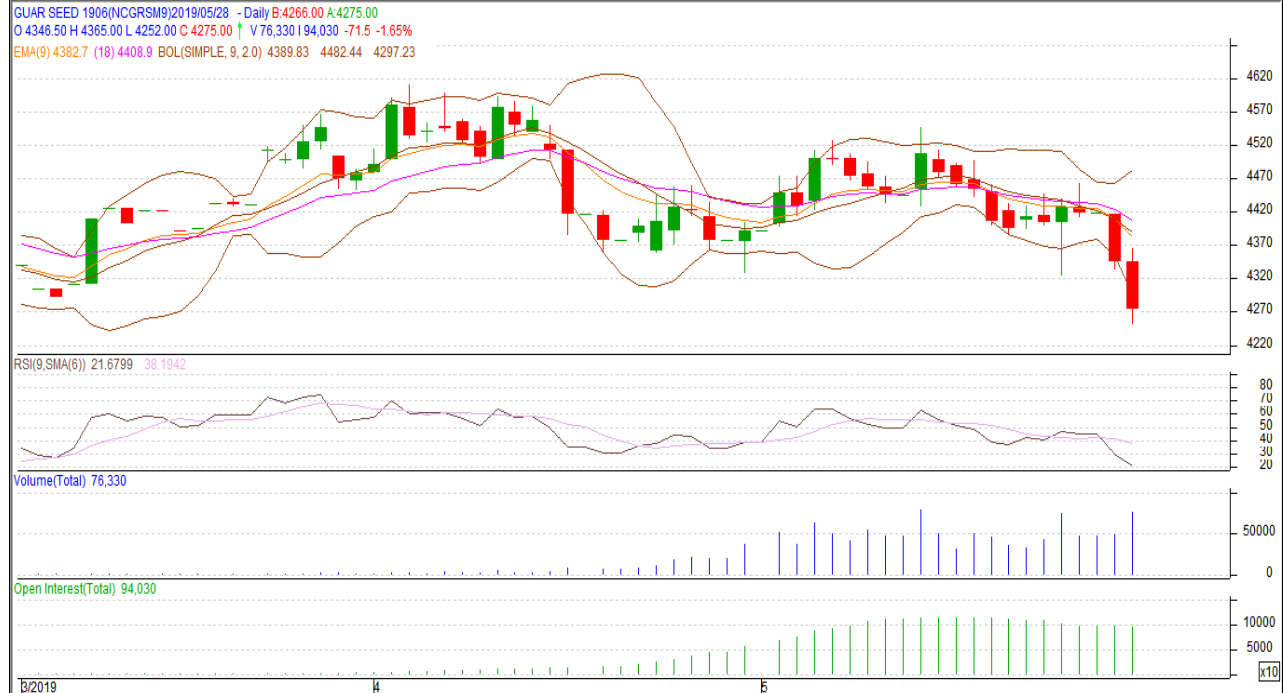 GUAR SEED 1906(NCGRSM9)2019/05/28 - Daily B:4266.00 A:4275.00
O 4346.50 H 4365.00 L 4252.00 C 4275.00 V 76,330 I 94,030 -71.5 -1.65%
EMA(9) 4382.7 (18) 4408.9 BOL(SIMPLE, 9, 2.0) 4389.83 4482.44 4297.23
4620
4570
4520
4470
4420
4370
4320
4270
4220
RSI(9,SMA(6)) 21.6799 38.1942
80
70
60
50
40
30
20
Volume(Total) 76,330
50000
0
Open Interest(Total) 94,030
10000
5000
x10
3/2019 4 5